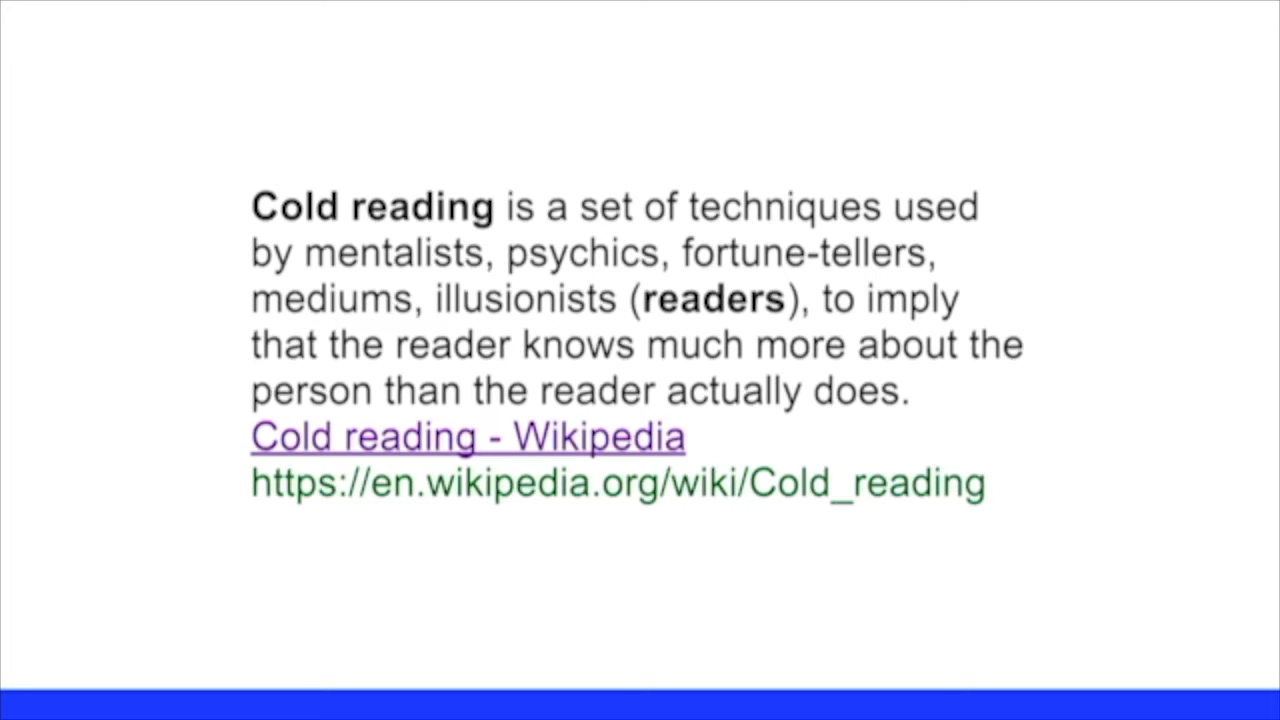 Cold reading is a set of techniques used
by mentalists, psychics, fortune-tellers,
mediums, illusionists (readers), to imply
that the reader knows much more about the
person than the reader actually does.
Cold reading - Wikipedia
https://en.wikipedia.org/wiki/Cold_reading